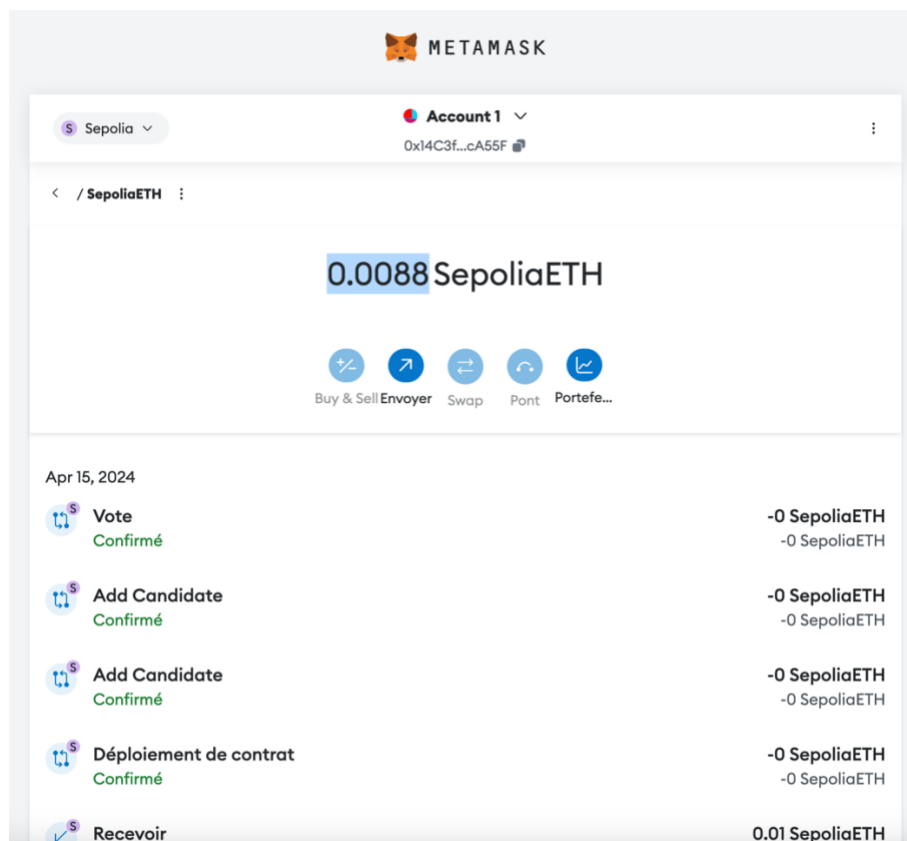 METAMASK
S Sepolia
Account 1
0x14C3f...cA55F
/ SepoliaETH
0.0088 SepoliaETH
Buy & Sell Envoyer Swap Pont Portefe...
Apr 15, 2024
S Vote -0 SepoliaETH
Confirmé -0 SepoliaETH
S Add Candidate -0 SepoliaETH
Confirmé -0 SepoliaETH
S Add Candidate -0 SepoliaETH
Confirmé -0 SepoliaETH
S Déploiement de contrat -0 SepoliaETH
Confirmé -0 SepoliaETH
S Recevoir 0.01 SepoliaETH